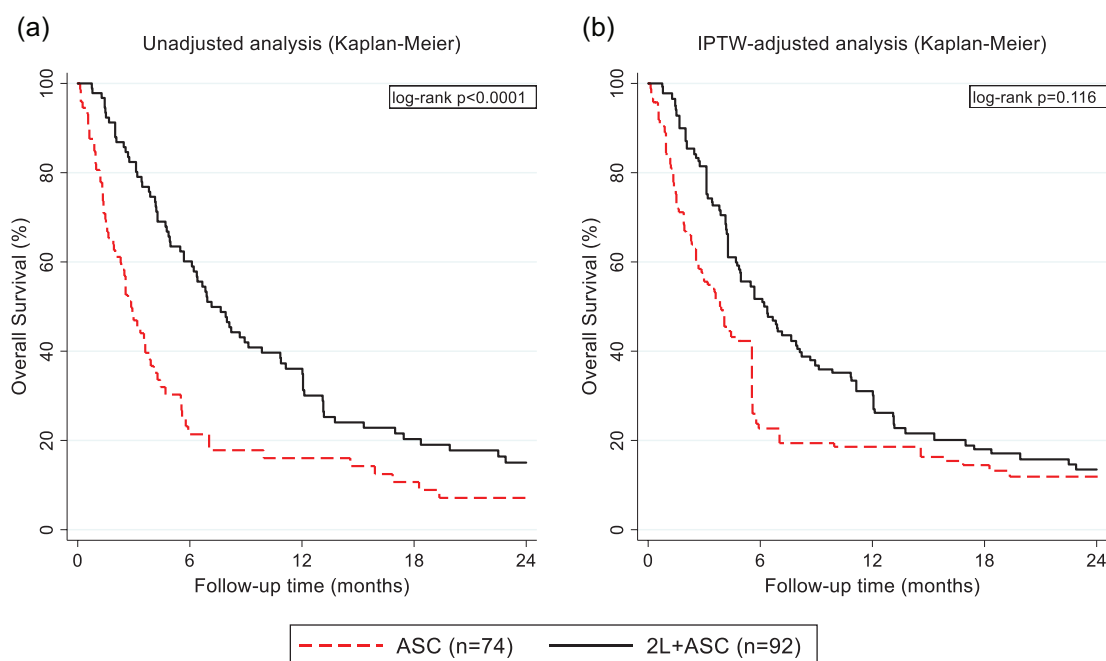 (a)
Unadjusted analysis (Kaplan-Meier)
log-rank p<0.0001
Overall Survival (%)
100
80
60
40
20
0
0 6 12 18 24
Follow-up time (months)
(b)
IPTW-adjusted analysis (Kaplan-Meier)
log-rank p=0.116
Overall Survival (%)
100
80
60
40
20
0
0 6 12 18 24
Follow-up time (months)
ASC (n=74) 2L+ASC (n=92)